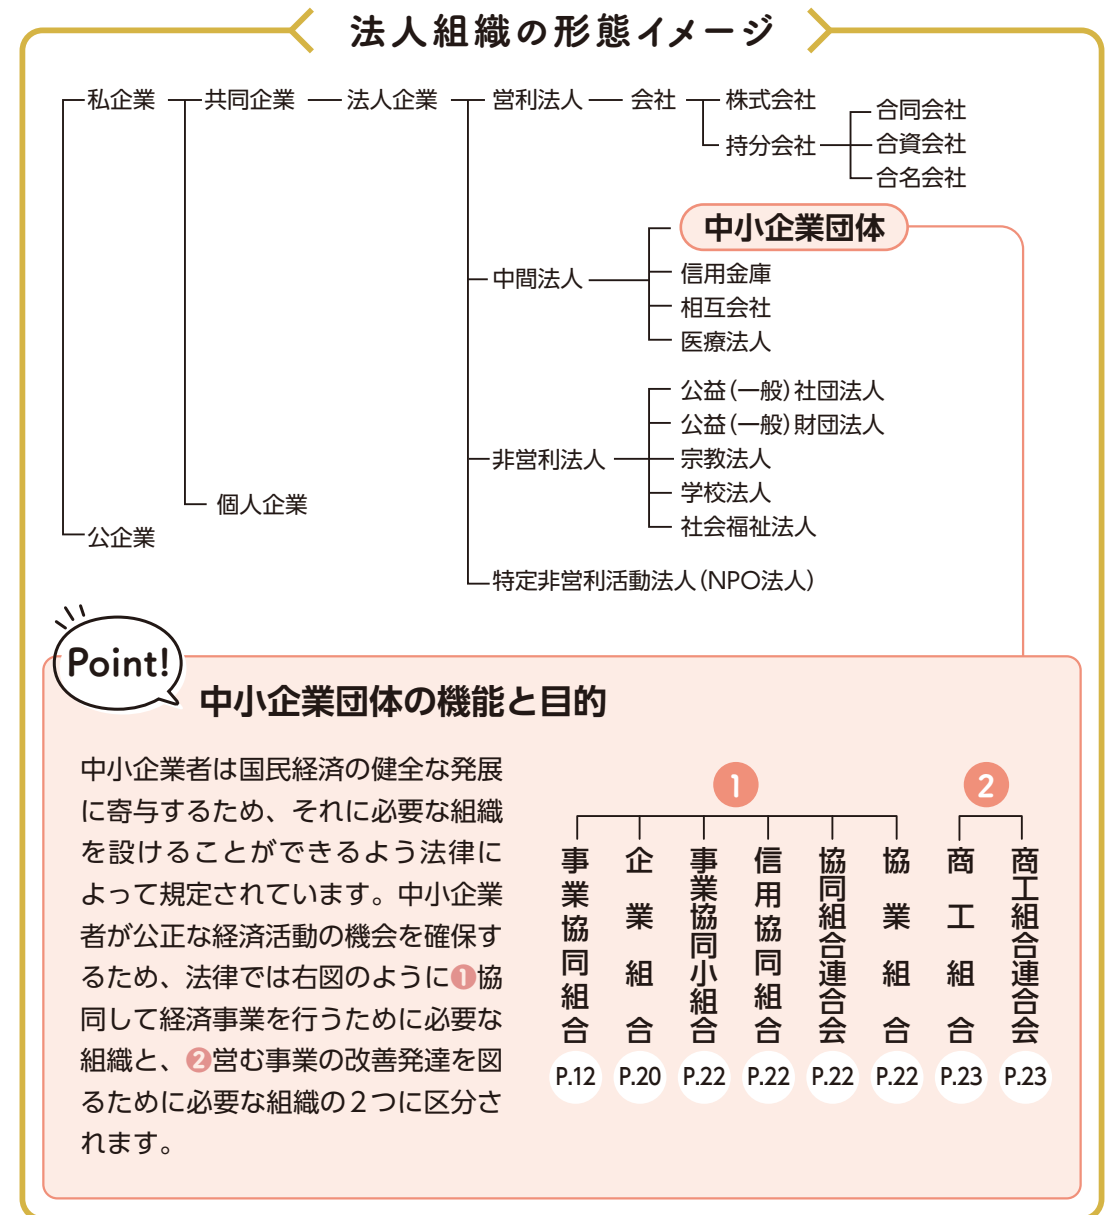 法人組織の形態イメージ
私企業
共同企業
法人企業
営利法人
会社
株式会社
持分会社
合同会社
合資会社
合名会社
中間法人
中小企業団体
信用金庫
相互会社
医療法人
非営利法人
公益(一般)社団法人
公益(一般)財団法人
宗教法人
学校法人
社会福祉法人
特定非営利活動法人(NPO法人)
個人企業
公企業
Point!
中小企業団体の機能と目的
中小企業者は国民経済の健全な発展
に寄与するため、それに必要な組織
を設けることができるよう法律に
よって規定されています。中小企業
者が公正な経済活動の機会を確保す
るため、法律では右図のように❶協
同して経済事業を行うために必要な
組織と、❷営む事業の改善発達を図
るために必要な組織の2つに区分さ
れます。
1
事業協同組合
P.12
企業組合
P.20
事業協同小組合
P.22
信用協同組合
P.22
協同組合連合会
P.22
協業組合
P.22
2
商工組合
P.23
商工組合連合会
P.23